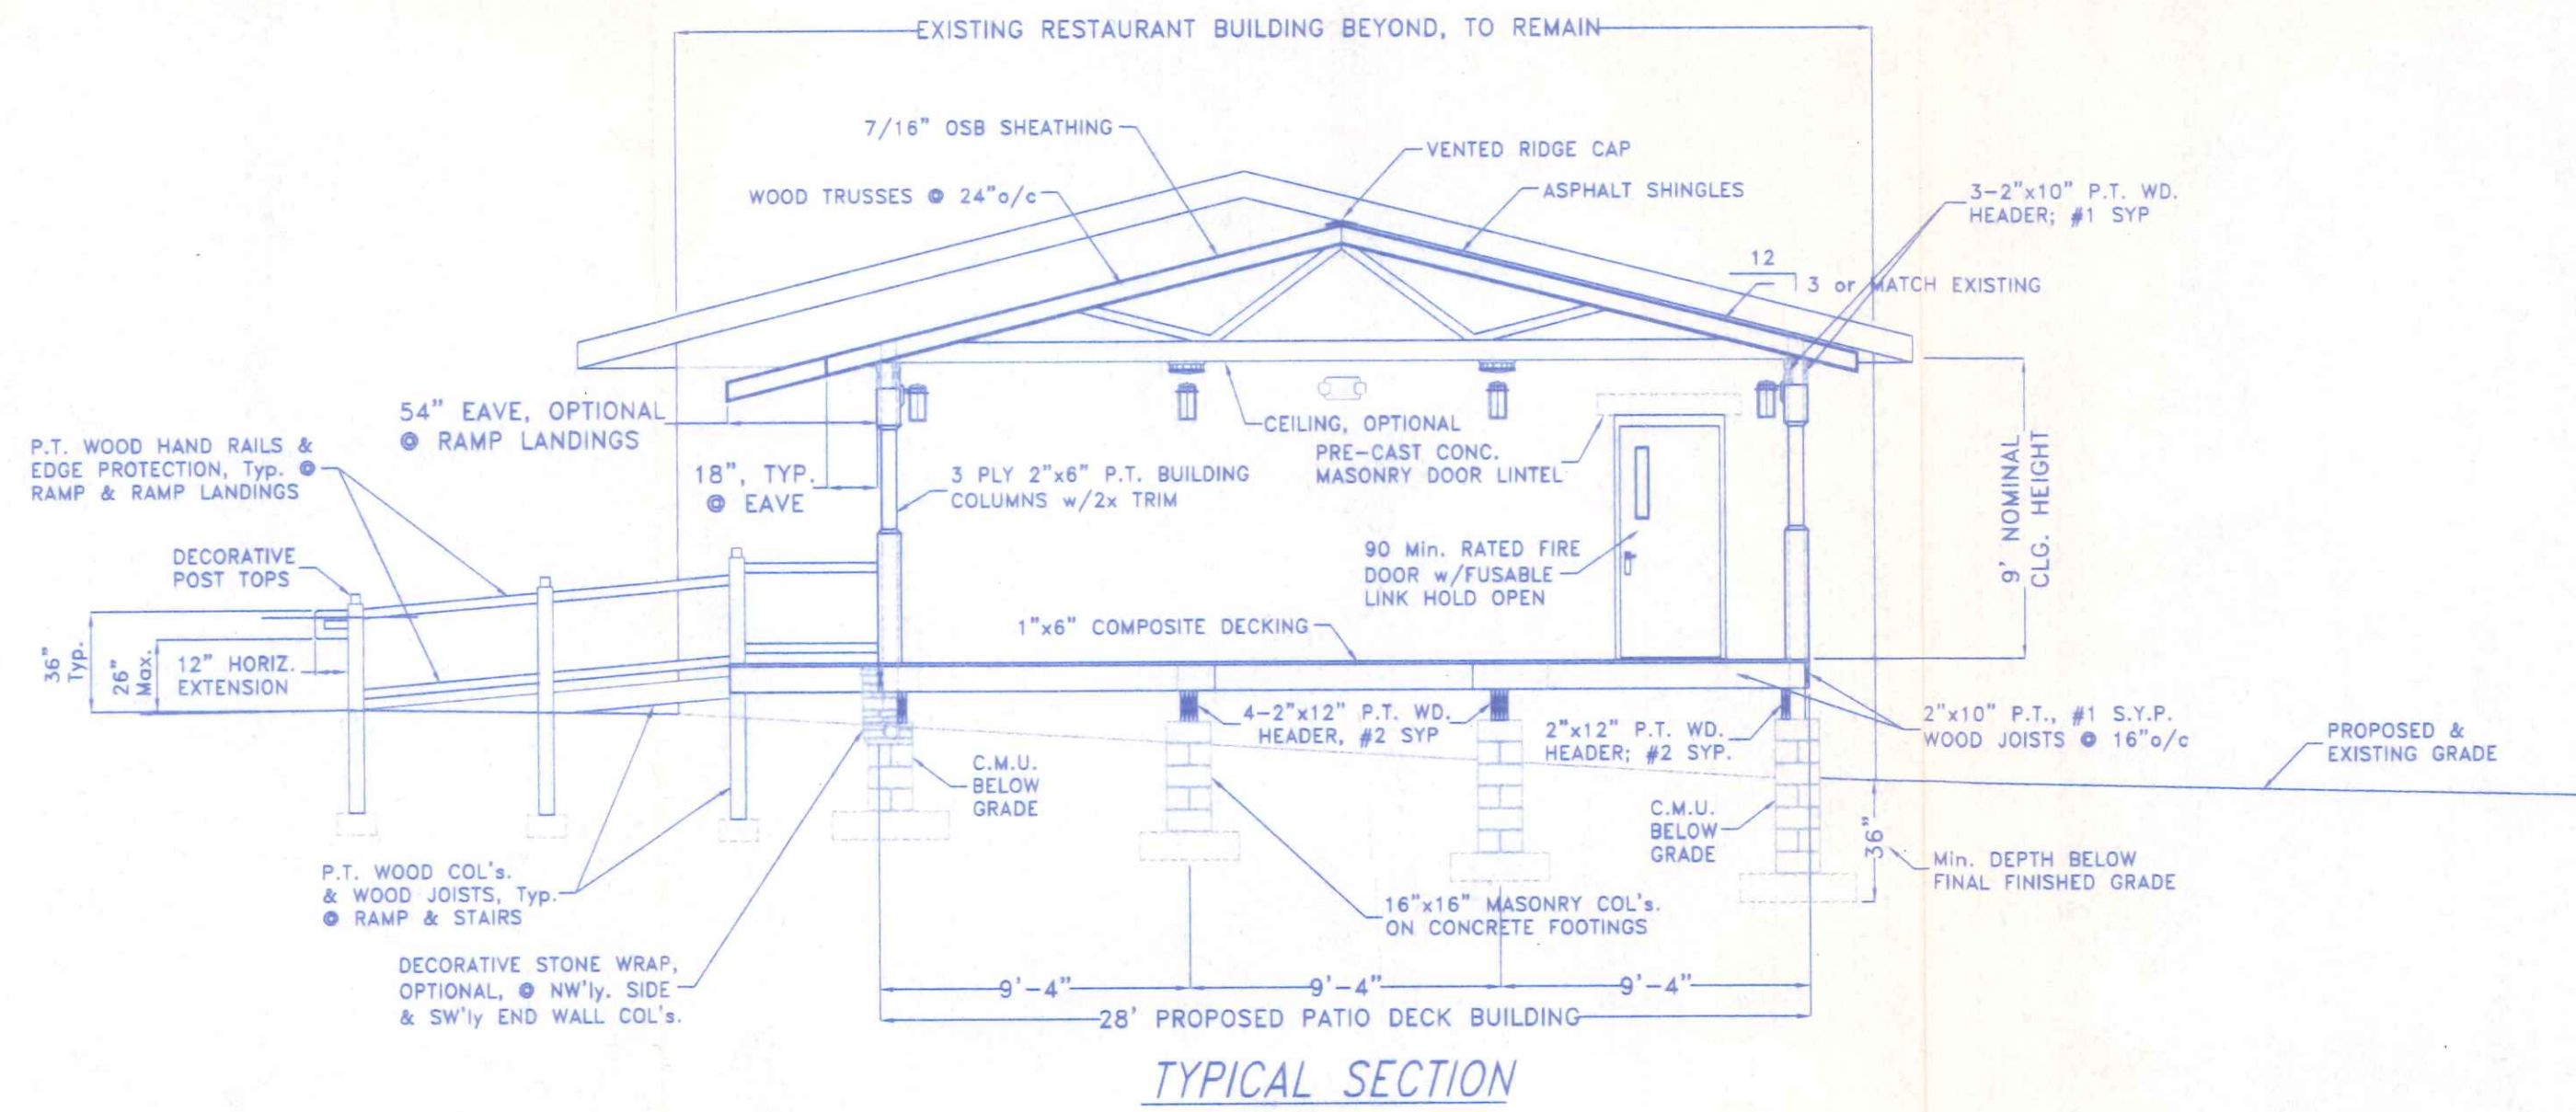 EXISTING RESTAURANT BUILDING BEYOND, TO REMAIN
7/16" OSB SHEATHING
VENTED RIDGE CAP
WOOD TRUSSES @ 24"o/c
ASPHALT SHINGLES
3-2"x10" P.T. WD.
HEADER; #1 SYP
12
3 or MATCH EXISTING
54" EAVE, OPTIONAL
@ RAMP LANDINGS
CEILING, OPTIONAL
P.T. WOOD HAND RAILS &
EDGE PROTECTION, Typ. @
RAMP & RAMP LANDINGS
18", TYP.
@ EAVE
3 PLY 2"x6" P.T. BUILDING
COLUMNS w/2x TRIM
PRE-CAST CONC.
MASONRY DOOR LINTEL
9' NOMINAL
CLG. HEIGHT
DECORATIVE
POST TOPS
90 Min. RATED FIRE
DOOR w/FUSABLE
LINK HOLD OPEN
1"x6" COMPOSITE DECKING
36"
Typ.
26"
Max.
12" HORIZ.
EXTENSION
4-2"x12" P.T. WD.
HEADER, #2 SYP
2"x12" P.T. WD.
HEADER; #2 SYP.
2"x10" P.T., #1 S.Y.P.
WOOD JOISTS @ 16"o/c
PROPOSED &
EXISTING GRADE
C.M.U.
BELOW
GRADE
C.M.U.
BELOW
GRADE
36"
Min. DEPTH BELOW
FINAL FINISHED GRADE
P.T. WOOD COL's.
& WOOD JOISTS, Typ.
@ RAMP & STAIRS
16"x16" MASONRY COL's.
ON CONCRETE FOOTINGS
DECORATIVE STONE WRAP,
OPTIONAL, @ NW'ly. SIDE
& SW'ly END WALL COL's.
9'-4"
9'-4"
9'-4"
28' PROPOSED PATIO DECK BUILDING
TYPICAL SECTION